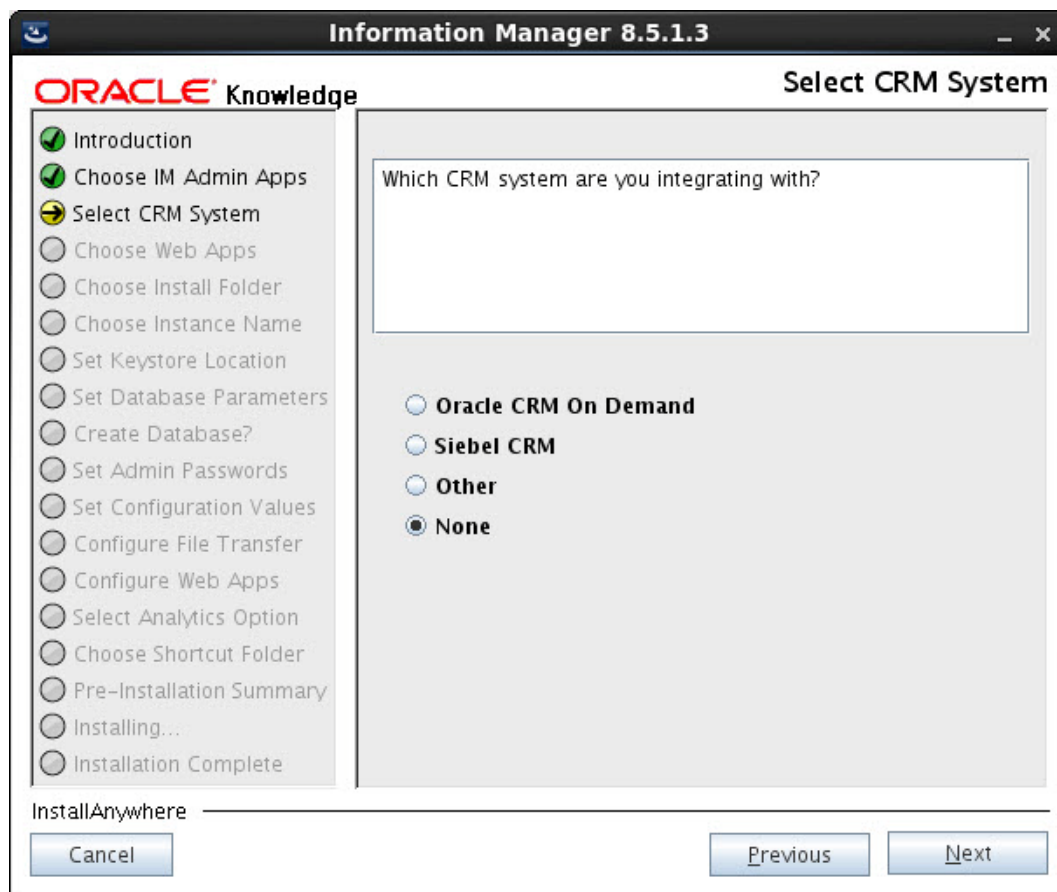 Information Manager 8.5.1.3
ORACLE Knowledge
Select CRM System
Introduction
Choose IM Admin Apps
Select CRM System
Choose Web Apps
Choose Install Folder
Choose Instance Name
Set Keystore Location
Set Database Parameters
Create Database?
Set Admin Passwords
Set Configuration Values
Configure File Transfer
Configure Web Apps
Select Analytics Option
Choose Shortcut Folder
Pre-Installation Summary
Installing...
Installation Complete
Which CRM system are you integrating with?
Oracle CRM On Demand
Siebel CRM
Other
None
InstallAnywhere
Cancel
Previous
Next